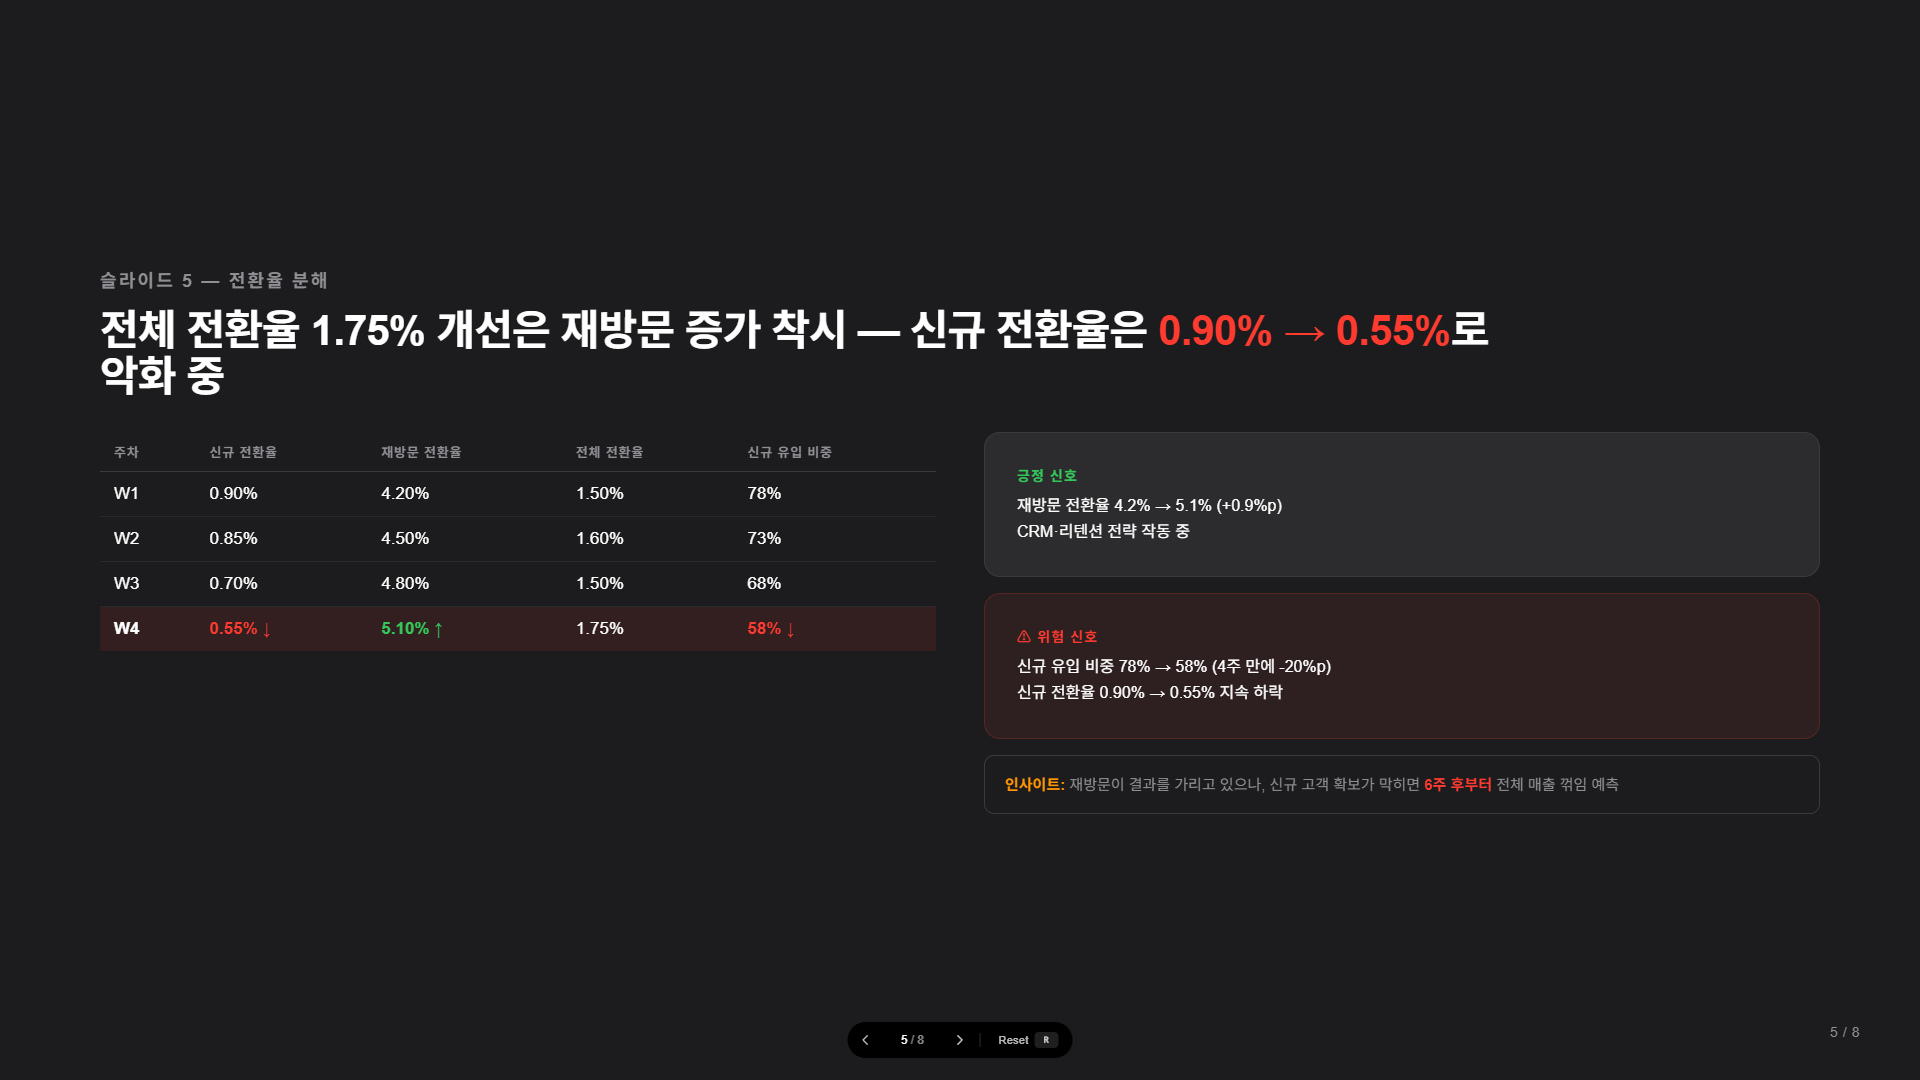 슬라이드 5 — 전환율 분해
전체 전환율 1.75% 개선은 재방문 증가 착시 — 신규 전환율은 0.90% → 0.55%로
악화 중
주차 신규 전환율 재방문 전환율 전체 전환율 신규 유입 비중
W1 0.90% 4.20% 1.50% 78%
W2 0.85% 4.50% 1.60% 73%
W3 0.70% 4.80% 1.50% 68%
W4 0.55% ↓ 5.10% ↑ 1.75% 58% ↓
긍정 신호
재방문 전환율 4.2% → 5.1% (+0.9%p)
CRM·리텐션 전략 작동 중
⚠ 위험 신호
신규 유입 비중 78% → 58% (4주 만에 -20%p)
신규 전환율 0.90% → 0.55% 지속 하락
인사이트: 재방문이 결과를 가리고 있으나, 신규 고객 확보가 막히면 6주 후부터 전체 매출 꺾임 예측
5 / 8 Reset R
5 / 8